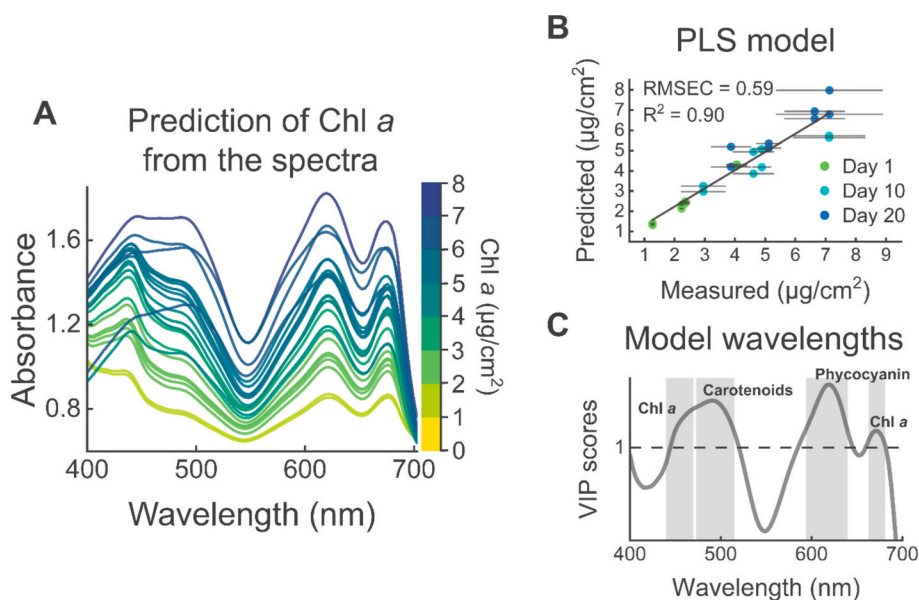 A
Prediction of Chl a
from the spectra
Absorbance
1.6
1.2
0.8
400
500
600
700
Wavelength (nm)
8
7
6
5
4
3
2
1
0
Chl a (µg/cm²)
B
PLS model
RMSEC = 0.59
R² = 0.90
Predicted (µg/cm²)
8
7
6
5
4
3
2
1
Day 1
Day 10
Day 20
1 2 3 4 5 6 7 8 9
Measured (µg/cm²)
C
Model wavelengths
Phycocyanin
Carotenoids
Chl a
Chl a
VIP scores
1
400 500 600 700
Wavelength (nm)